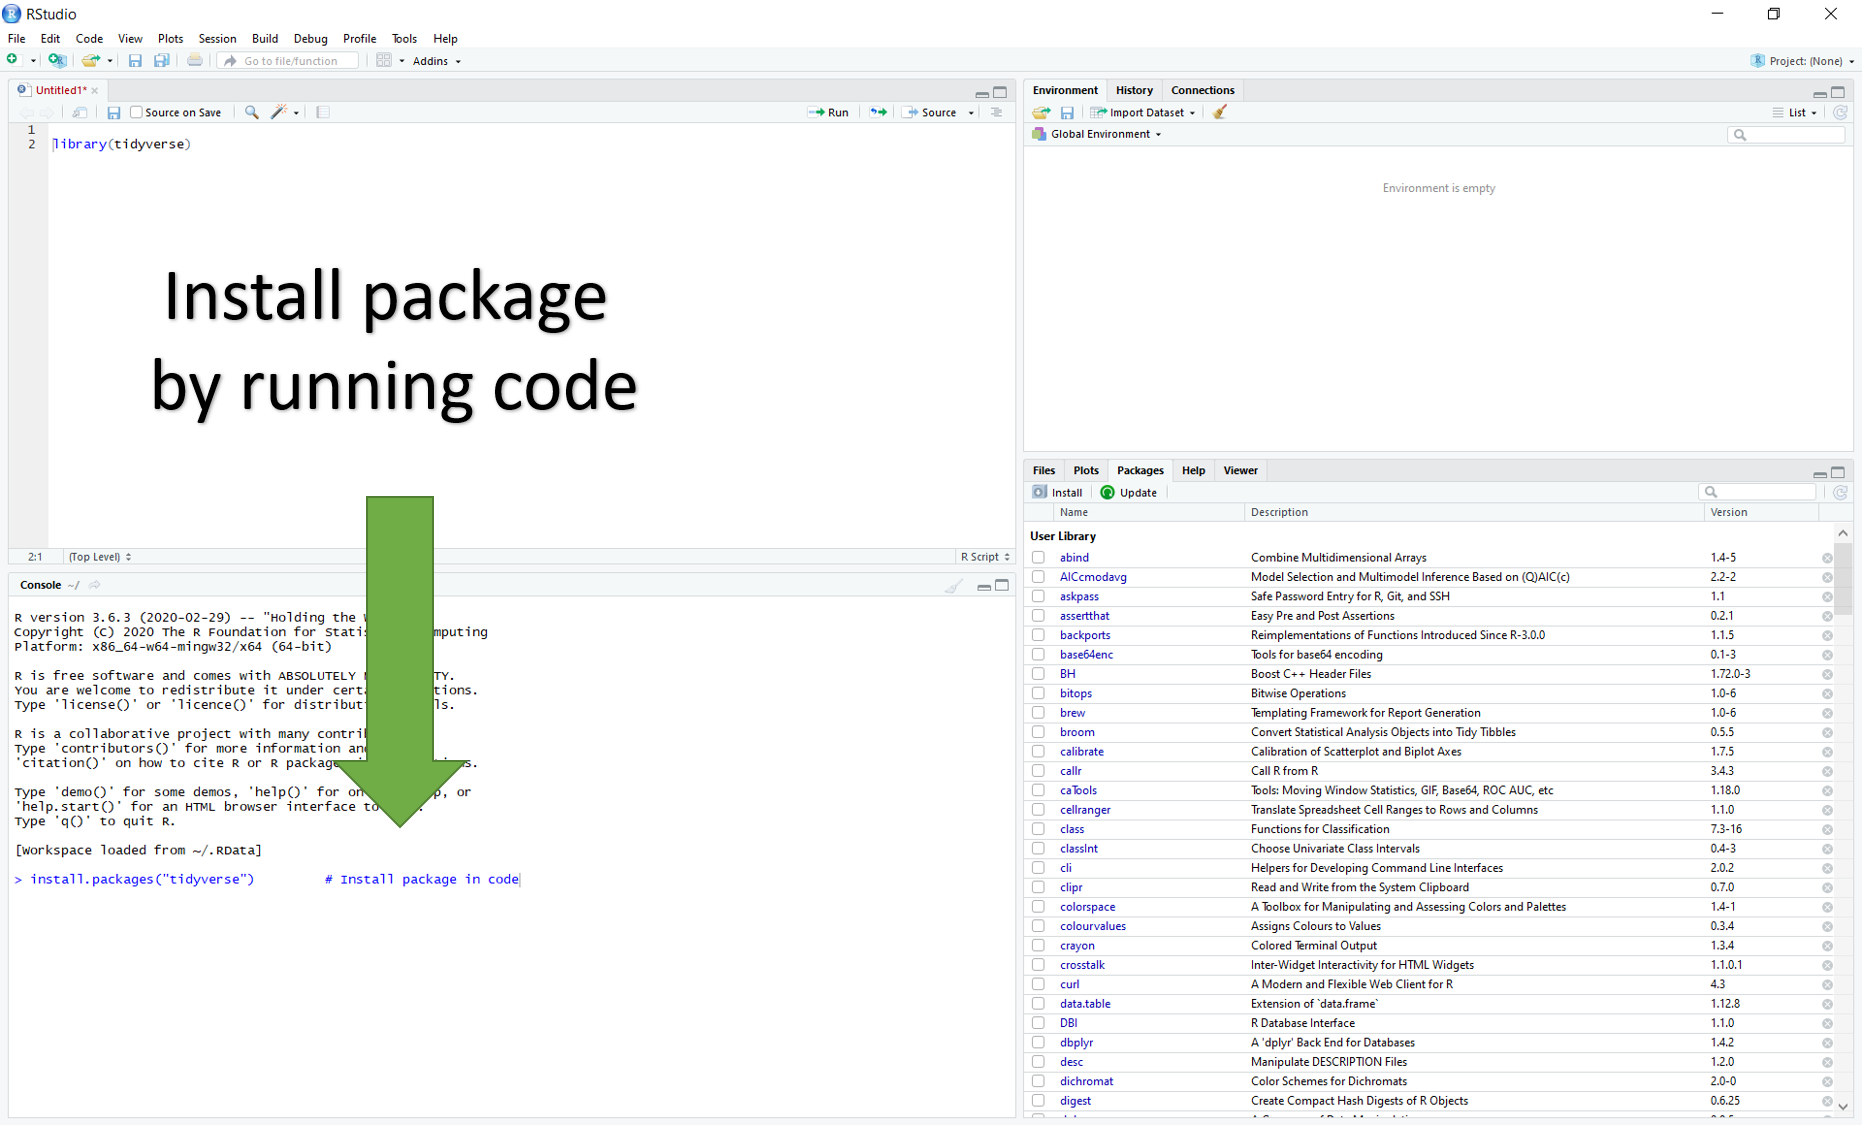 RStudio
File Edit Code View Plots Session Build Debug Profile Tools Help
Go to file/function Addins Project: (None)
Untitled1*
Source on Save Run Source
1
2 library(tidyverse)
Install package
by running code
2:1 (Top Level) R Script
Console ~/
R version 3.6.3 (2020-02-29) -- "Holding the
Copyright (C) 2020 The R Foundation for Statis mputing
Platform: x86_64-w64-mingw32/x64 (64-bit)
R is free software and comes with ABSOLUTELY TY.
You are welcome to redistribute it under certa tions.
Type 'license()' or 'licence()' for distributi ls.
R is a collaborative project with many contri
Type 'contributors()' for more information an
'citation()' on how to cite R or R package s.
Type 'demo()' for some demos, 'help()' for on p, or
'help.start()' for an HTML browser interface to
Type 'q()' to quit R.
[Workspace loaded from ~/.RData]
> install.packages("tidyverse") # Install package in code
Environment History Connections
Import Dataset List
Global Environment
Environment is empty
Files Plots Packages Help Viewer
Install Update
Name Description Version
User Library
abind Combine Multidimensional Arrays 1.4-5
AICcmodavg Model Selection and Multimodel Inference Based on (Q)AIC(c) 2.2-2
askpass Safe Password Entry for R, Git, and SSH 1.1
assertthat Easy Pre and Post Assertions 0.2.1
backports Reimplementations of Functions Introduced Since R-3.0.0 1.1.5
base64enc Tools for base64 encoding 0.1-3
BH Boost C++ Header Files 1.72.0-3
bitops Bitwise Operations 1.0-6
brew Templating Framework for Report Generation 1.0-6
broom Convert Statistical Analysis Objects into Tidy Tibbles 0.5.5
calibrate Calibration of Scatterplot and Biplot Axes 1.7.5
callr Call R from R 3.4.3
caTools Tools: Moving Window Statistics, GIF, Base64, ROC AUC, etc 1.18.0
cellranger Translate Spreadsheet Cell Ranges to Rows and Columns 1.1.0
class Functions for Classification 7.3-16
classInt Choose Univariate Class Intervals 0.4-3
cli Helpers for Developing Command Line Interfaces 2.0.2
clipr Read and Write from the System Clipboard 0.7.0
colorspace A Toolbox for Manipulating and Assessing Colors and Palettes 1.4-1
colourvalues Assigns Colours to Values 0.3.4
crayon Colored Terminal Output 1.3.4
crosstalk Inter-Widget Interactivity for HTML Widgets 1.1.0.1
curl A Modern and Flexible Web Client for R 4.3
data.table Extension of `data.frame` 1.12.8
DBI R Database Interface 1.1.0
dbplyr A 'dplyr' Back End for Databases 1.4.2
desc Manipulate DESCRIPTION Files 1.2.0
dichromat Color Schemes for Dichromats 2.0-0
digest Create Compact Hash Digests of R Objects 0.6.25